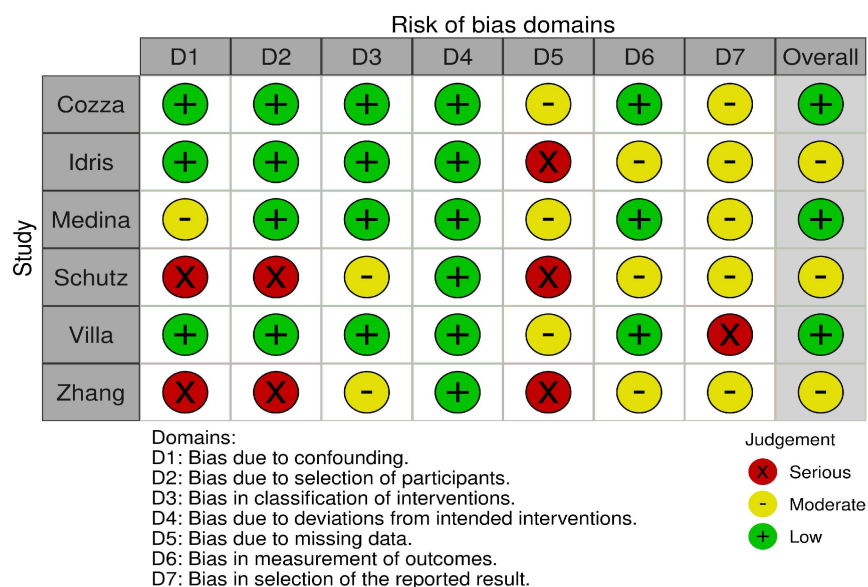 Risk of bias domains
D1 D2 D3 D4 D5 D6 D7 Overall
Study
Cozza + + + + - + - +
Idris + + + + X - - -
Medina - + + + - + - +
Schutz X X - + X - - -
Villa + + + + - + X +
Zhang X X - + X - - -
Domains:
D1: Bias due to confounding.
D2: Bias due to selection of participants.
D3: Bias in classification of interventions.
D4: Bias due to deviations from intended interventions.
D5: Bias due to missing data.
D6: Bias in measurement of outcomes.
D7: Bias in selection of the reported result.
Judgement
X Serious
- Moderate
+ Low